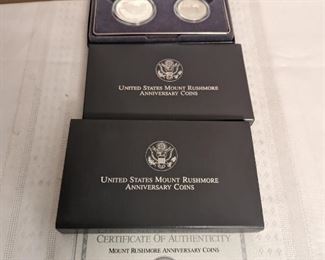 UNITED STATES MOUNT RUSHMORE
ANNIVERSARY COINS
UNITED STATES MOUNT RUSHMORE
ANNIVERSARY COINS
CERTIFICATE OF AUTHENTICITY
MOUNT RUSHMORE ANNIVERSARY COINS